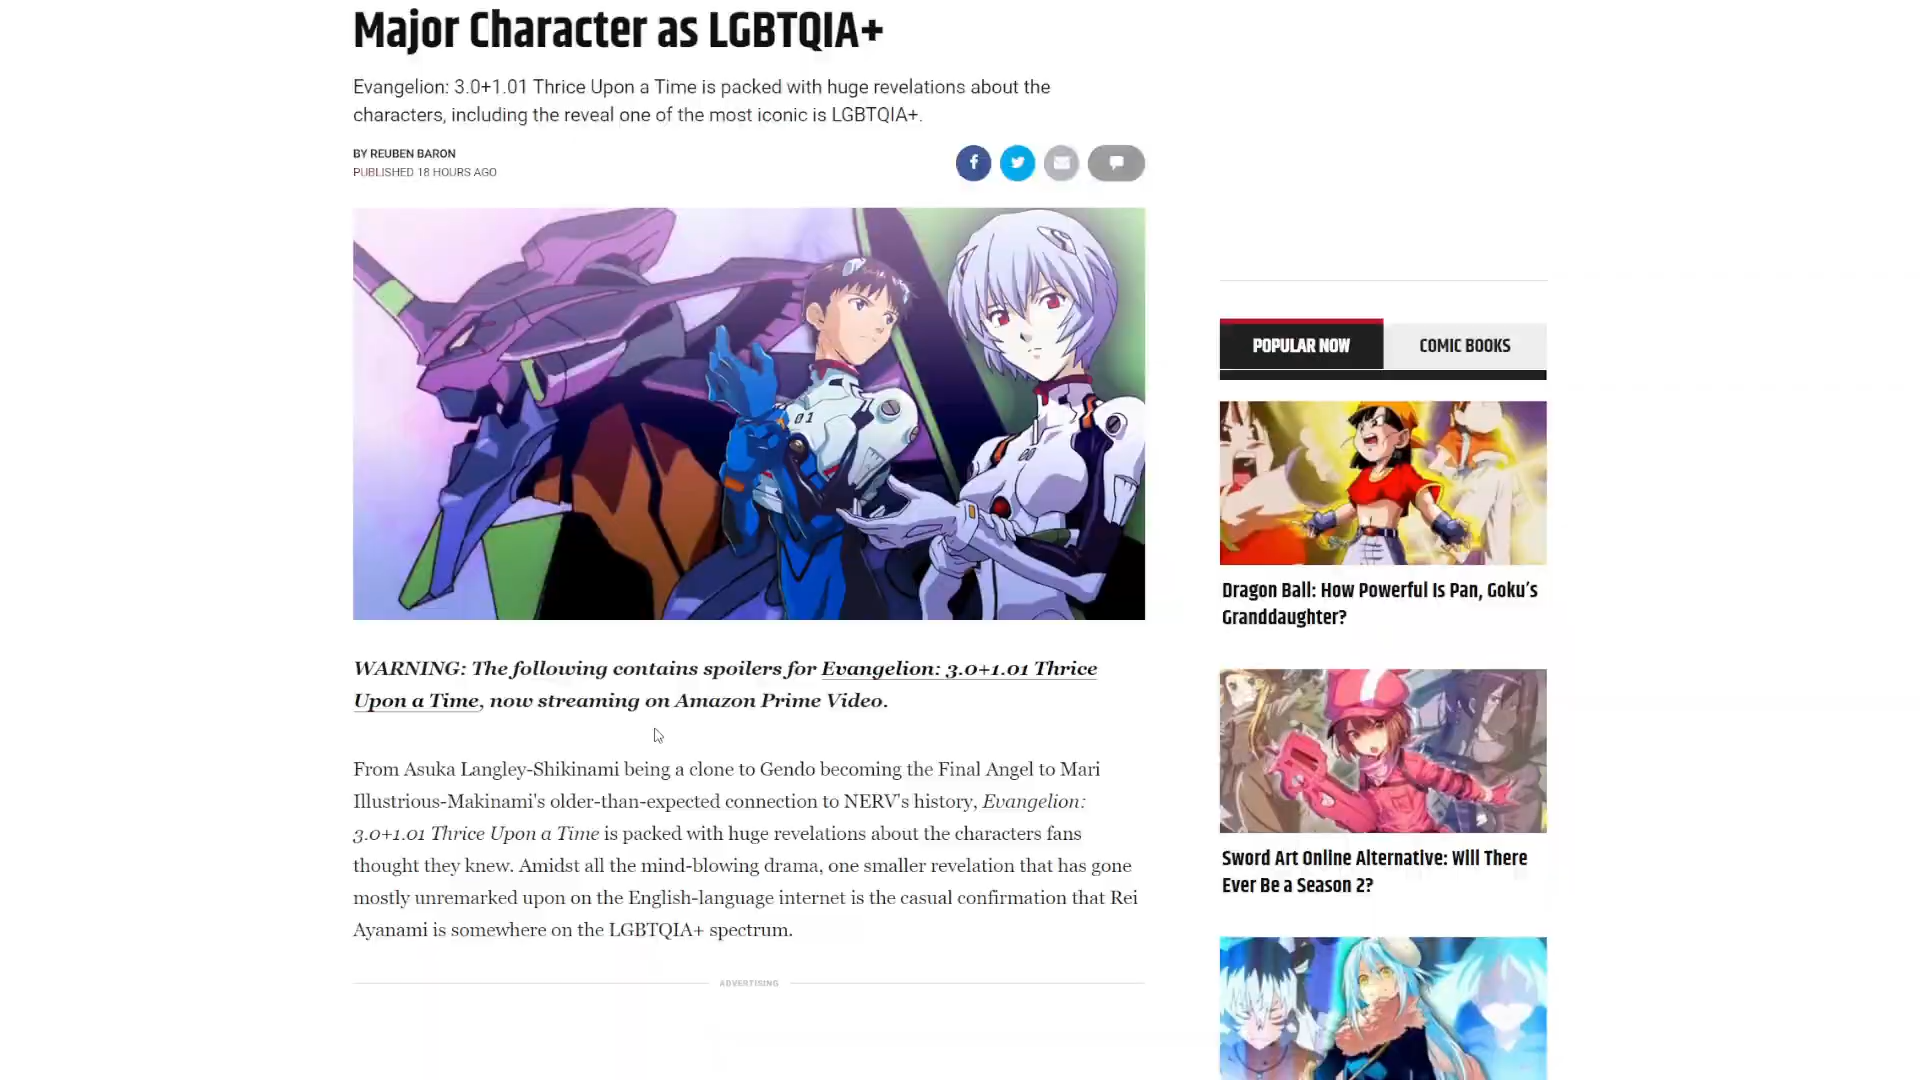 Major Character as LGBTQIA+
Evangelion: 3.0+1.01 Thrice Upon a Time is packed with huge revelations about the
characters, including the reveal one of the most iconic is LGBTQIA+.
BY REUBEN BARON
PUBLISHED 18 HOURS AGO
01
00
WARNING: The following contains spoilers for Evangelion: 3.0+1.01 Thrice
Upon a Time, now streaming on Amazon Prime Video.
From Asuka Langley-Shikinami being a clone to Gendo becoming the Final Angel to Mari
Illustrious-Makinami's older-than-expected connection to NERV's history, Evangelion:
3.0+1.01 Thrice Upon a Time is packed with huge revelations about the characters fans
thought they knew. Amidst all the mind-blowing drama, one smaller revelation that has gone
mostly unremarked upon on the English-language internet is the casual confirmation that Rei
Ayanami is somewhere on the LGBTQIA+ spectrum.
ADVERTISING
POPULAR NOW
COMIC BOOKS
Dragon Ball: How Powerful Is Pan, Goku's
Granddaughter?
Sword Art Online Alternative: Will There
Ever Be a Season 2?